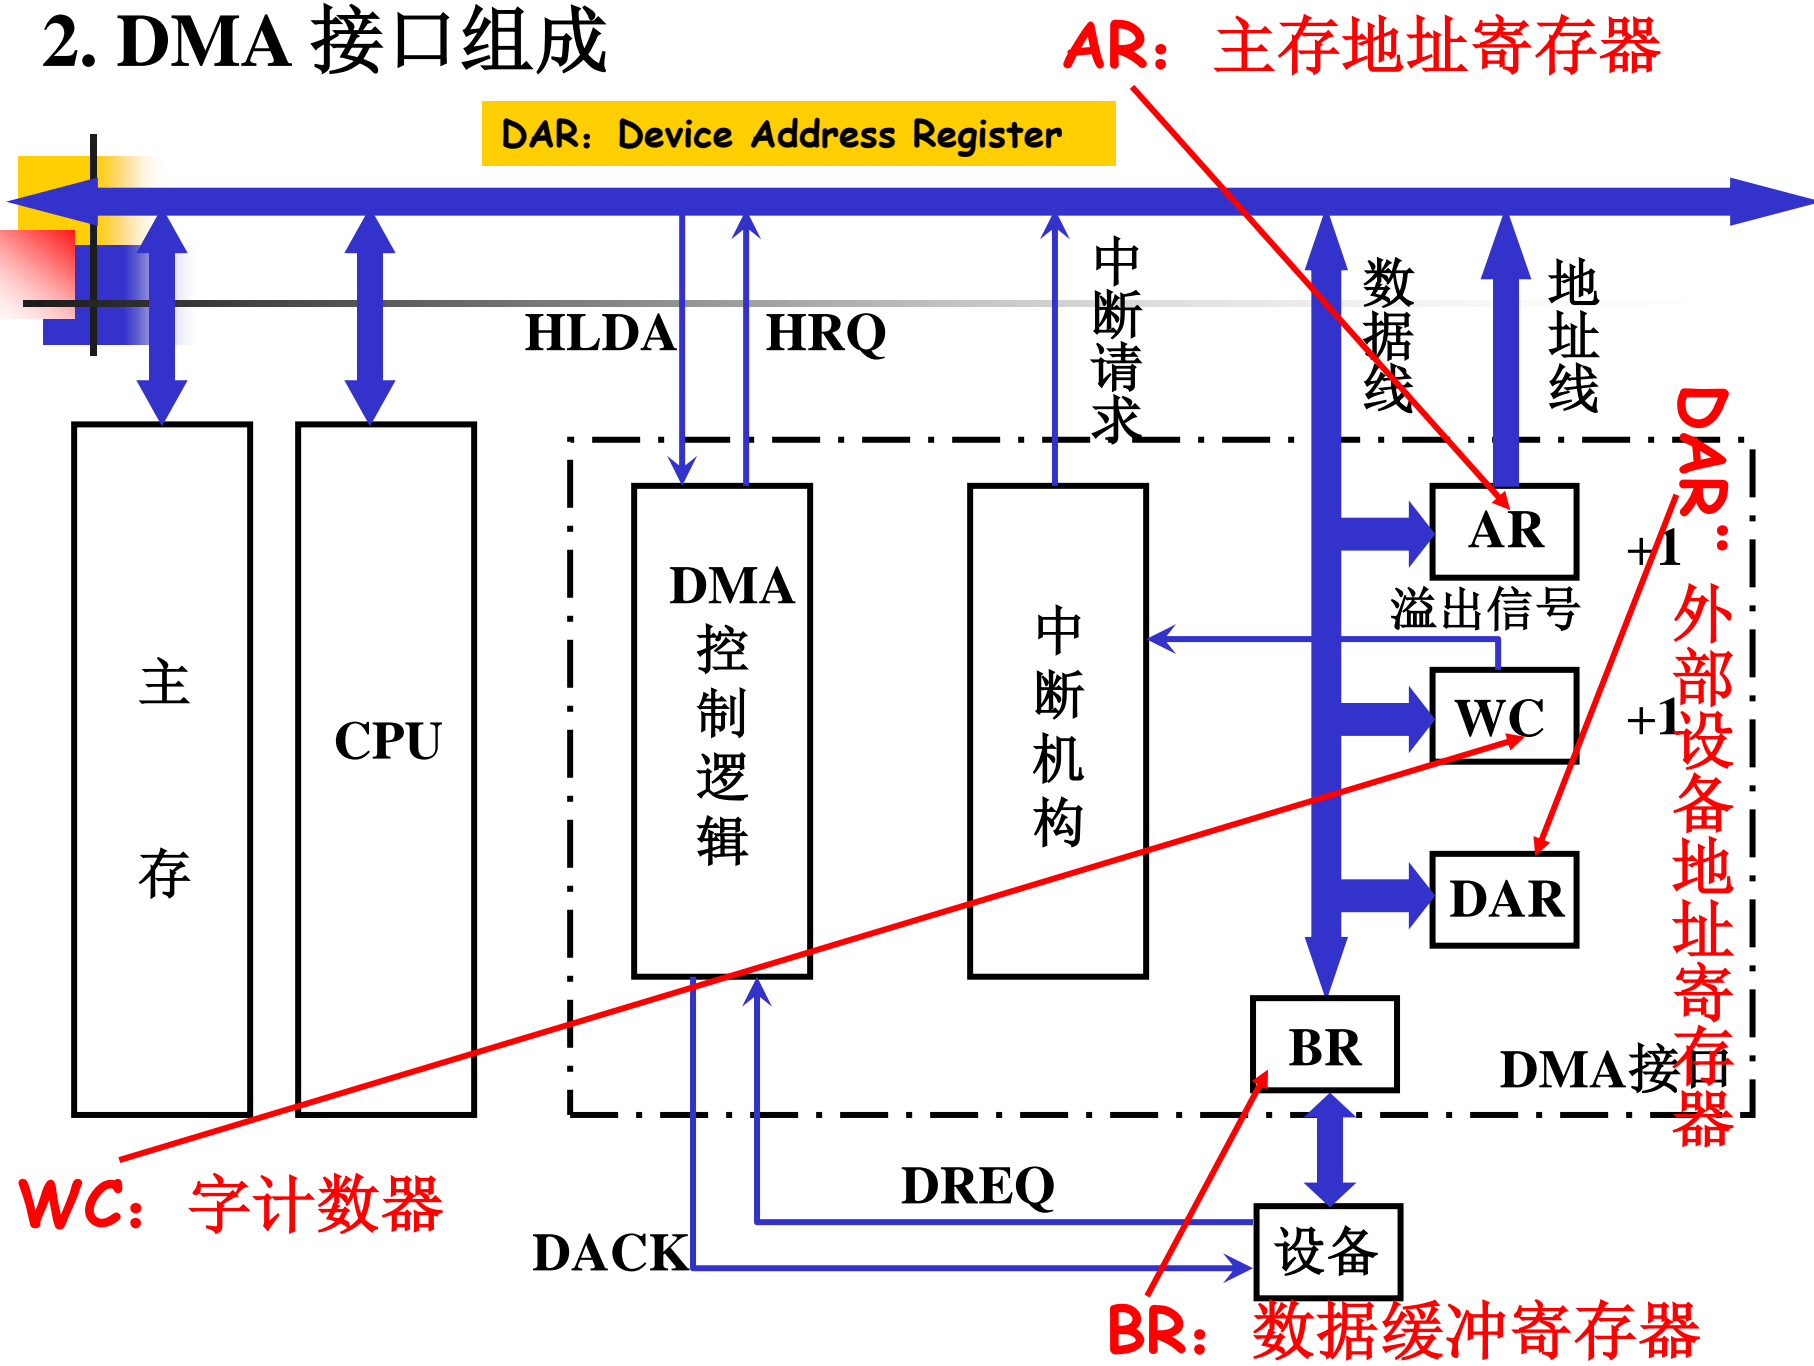 2. DMA 接口组成
AR： 主存地址寄存器
DAR：Device Address Register
HLDA
HRQ
中断请求
数据线
地址线
DAR：外部设备地址寄存器
主存
CPU
DMA控制逻辑
中断机构
AR
+1
溢出信号
WC
+1
DAR
BR
DMA接口
WC：字计数器
DREQ
DACK
设备
BR：数据缓冲寄存器